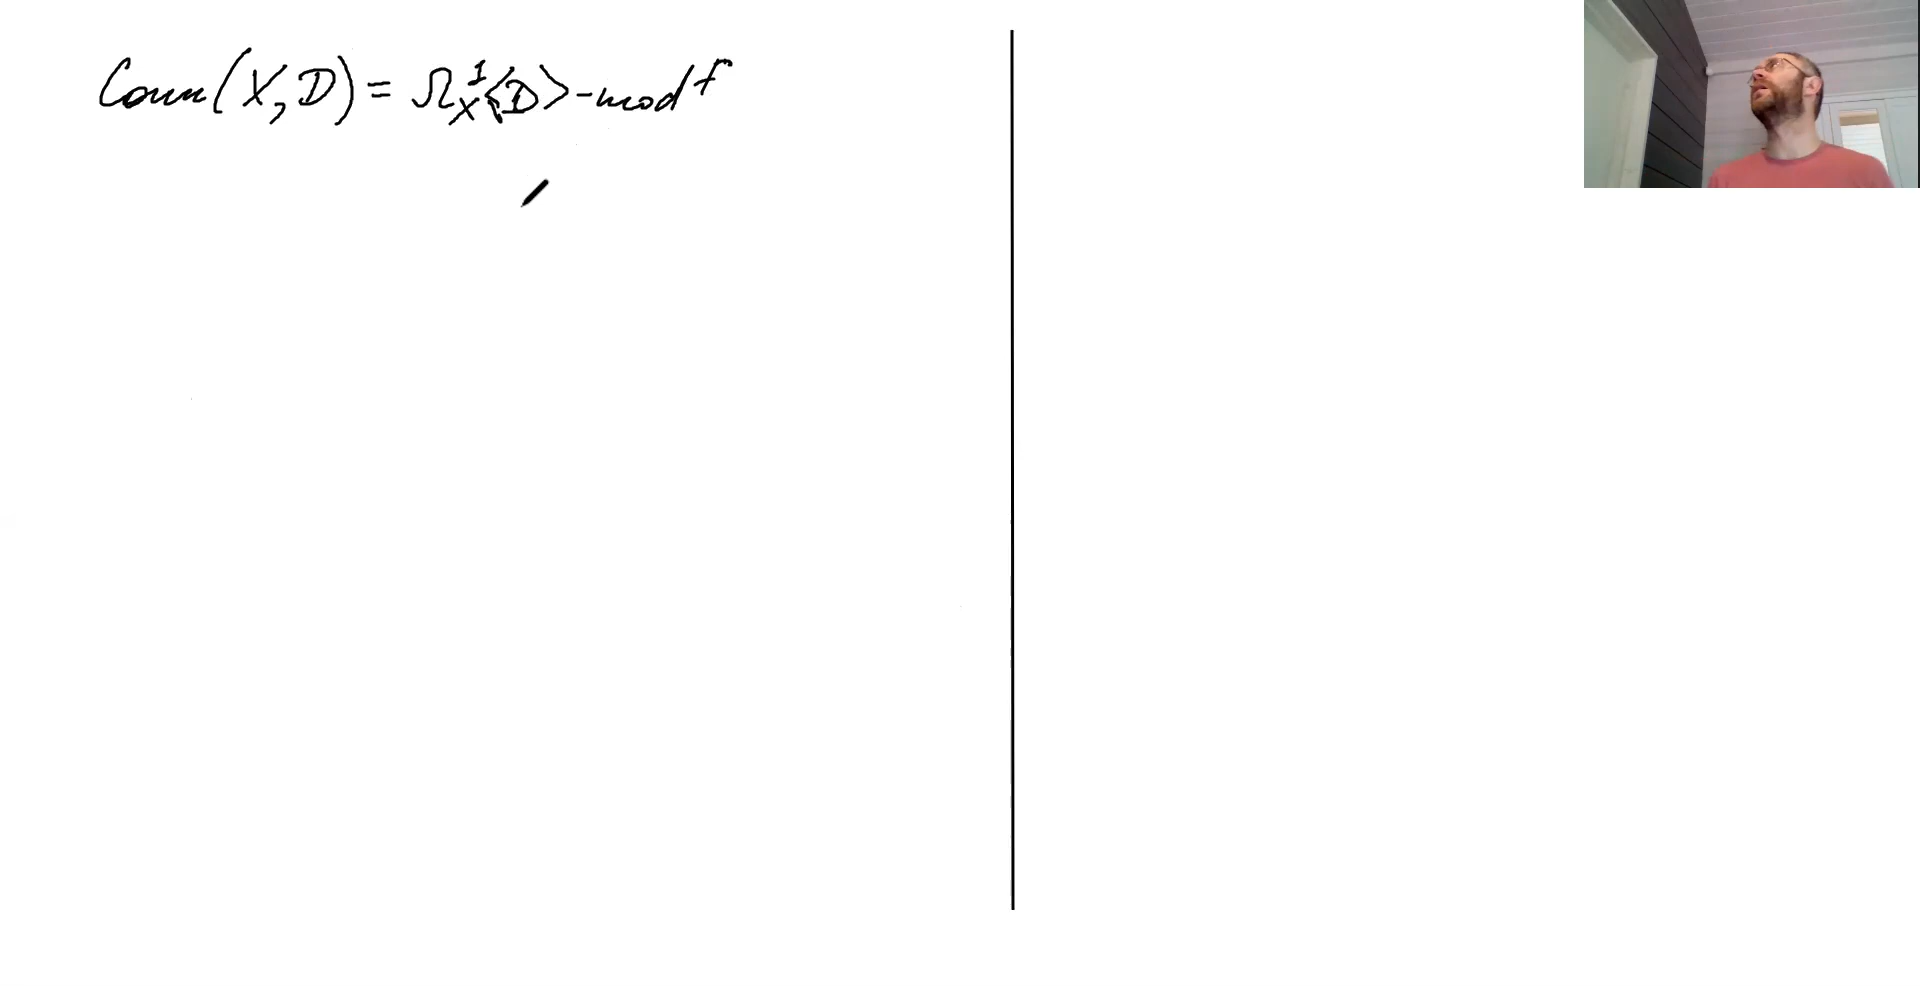 Conn(X, D) = Ω¹_X⟨D⟩-mod^f